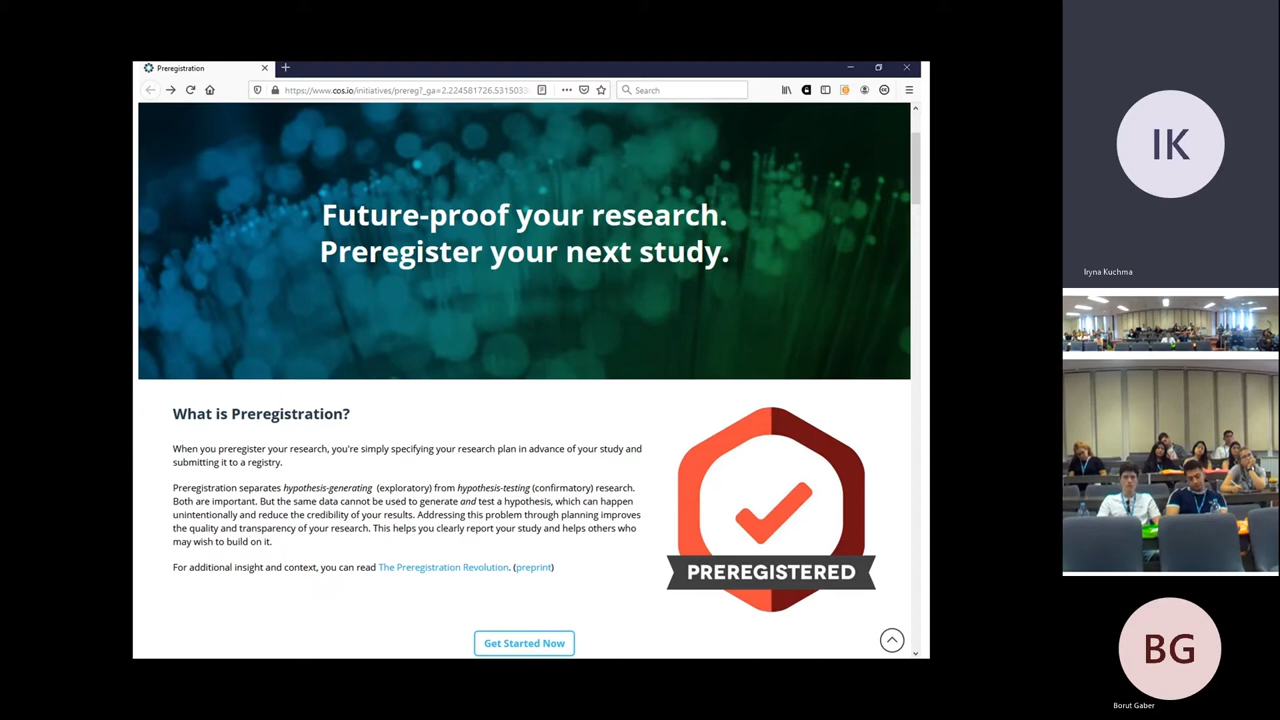 Preregistration
https://www.cos.io/initiatives/prereg?_ga=2.224581726.5315033
Search
Future-proof your research.
Preregister your next study.
What is Preregistration?
When you preregister your research, you're simply specifying your research plan in advance of your study and
submitting it to a registry.
Preregistration separates hypothesis-generating (exploratory) from hypothesis-testing (confirmatory) research.
Both are important. But the same data cannot be used to generate and test a hypothesis, which can happen
unintentionally and reduce the credibility of your results. Addressing this problem through planning improves
the quality and transparency of your research. This helps you clearly report your study and helps others who
may wish to build on it.
For additional insight and context, you can read The Preregistration Revolution. (preprint)
PREREGISTERED
Get Started Now
IK
Iryna Kuchma
BG
Borut Gaber